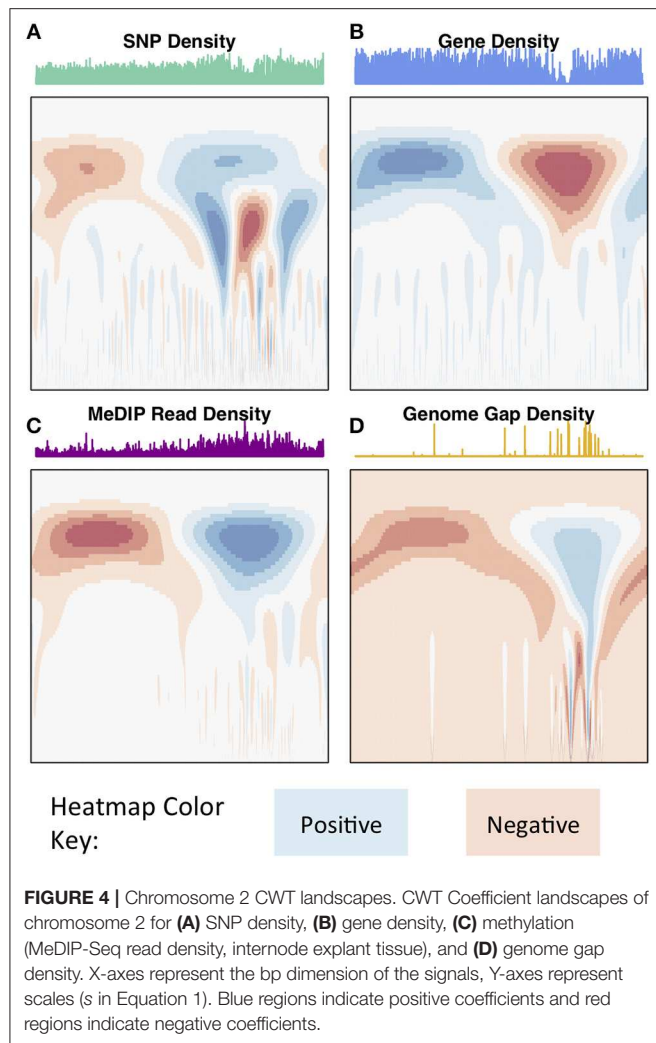 A
SNP Density
B
Gene Density
C
MeDIP Read Density
D
Genome Gap Density
Heatmap Color
Key:
Positive
Negative
FIGURE 4 | Chromosome 2 CWT landscapes. CWT Coefficient landscapes of
chromosome 2 for (A) SNP density, (B) gene density, (C) methylation
(MeDIP-Seq read density, internode explant tissue), and (D) genome gap
density. X-axes represent the bp dimension of the signals, Y-axes represent
scales (s in Equation 1). Blue regions indicate positive coefficients and red
regions indicate negative coefficients.